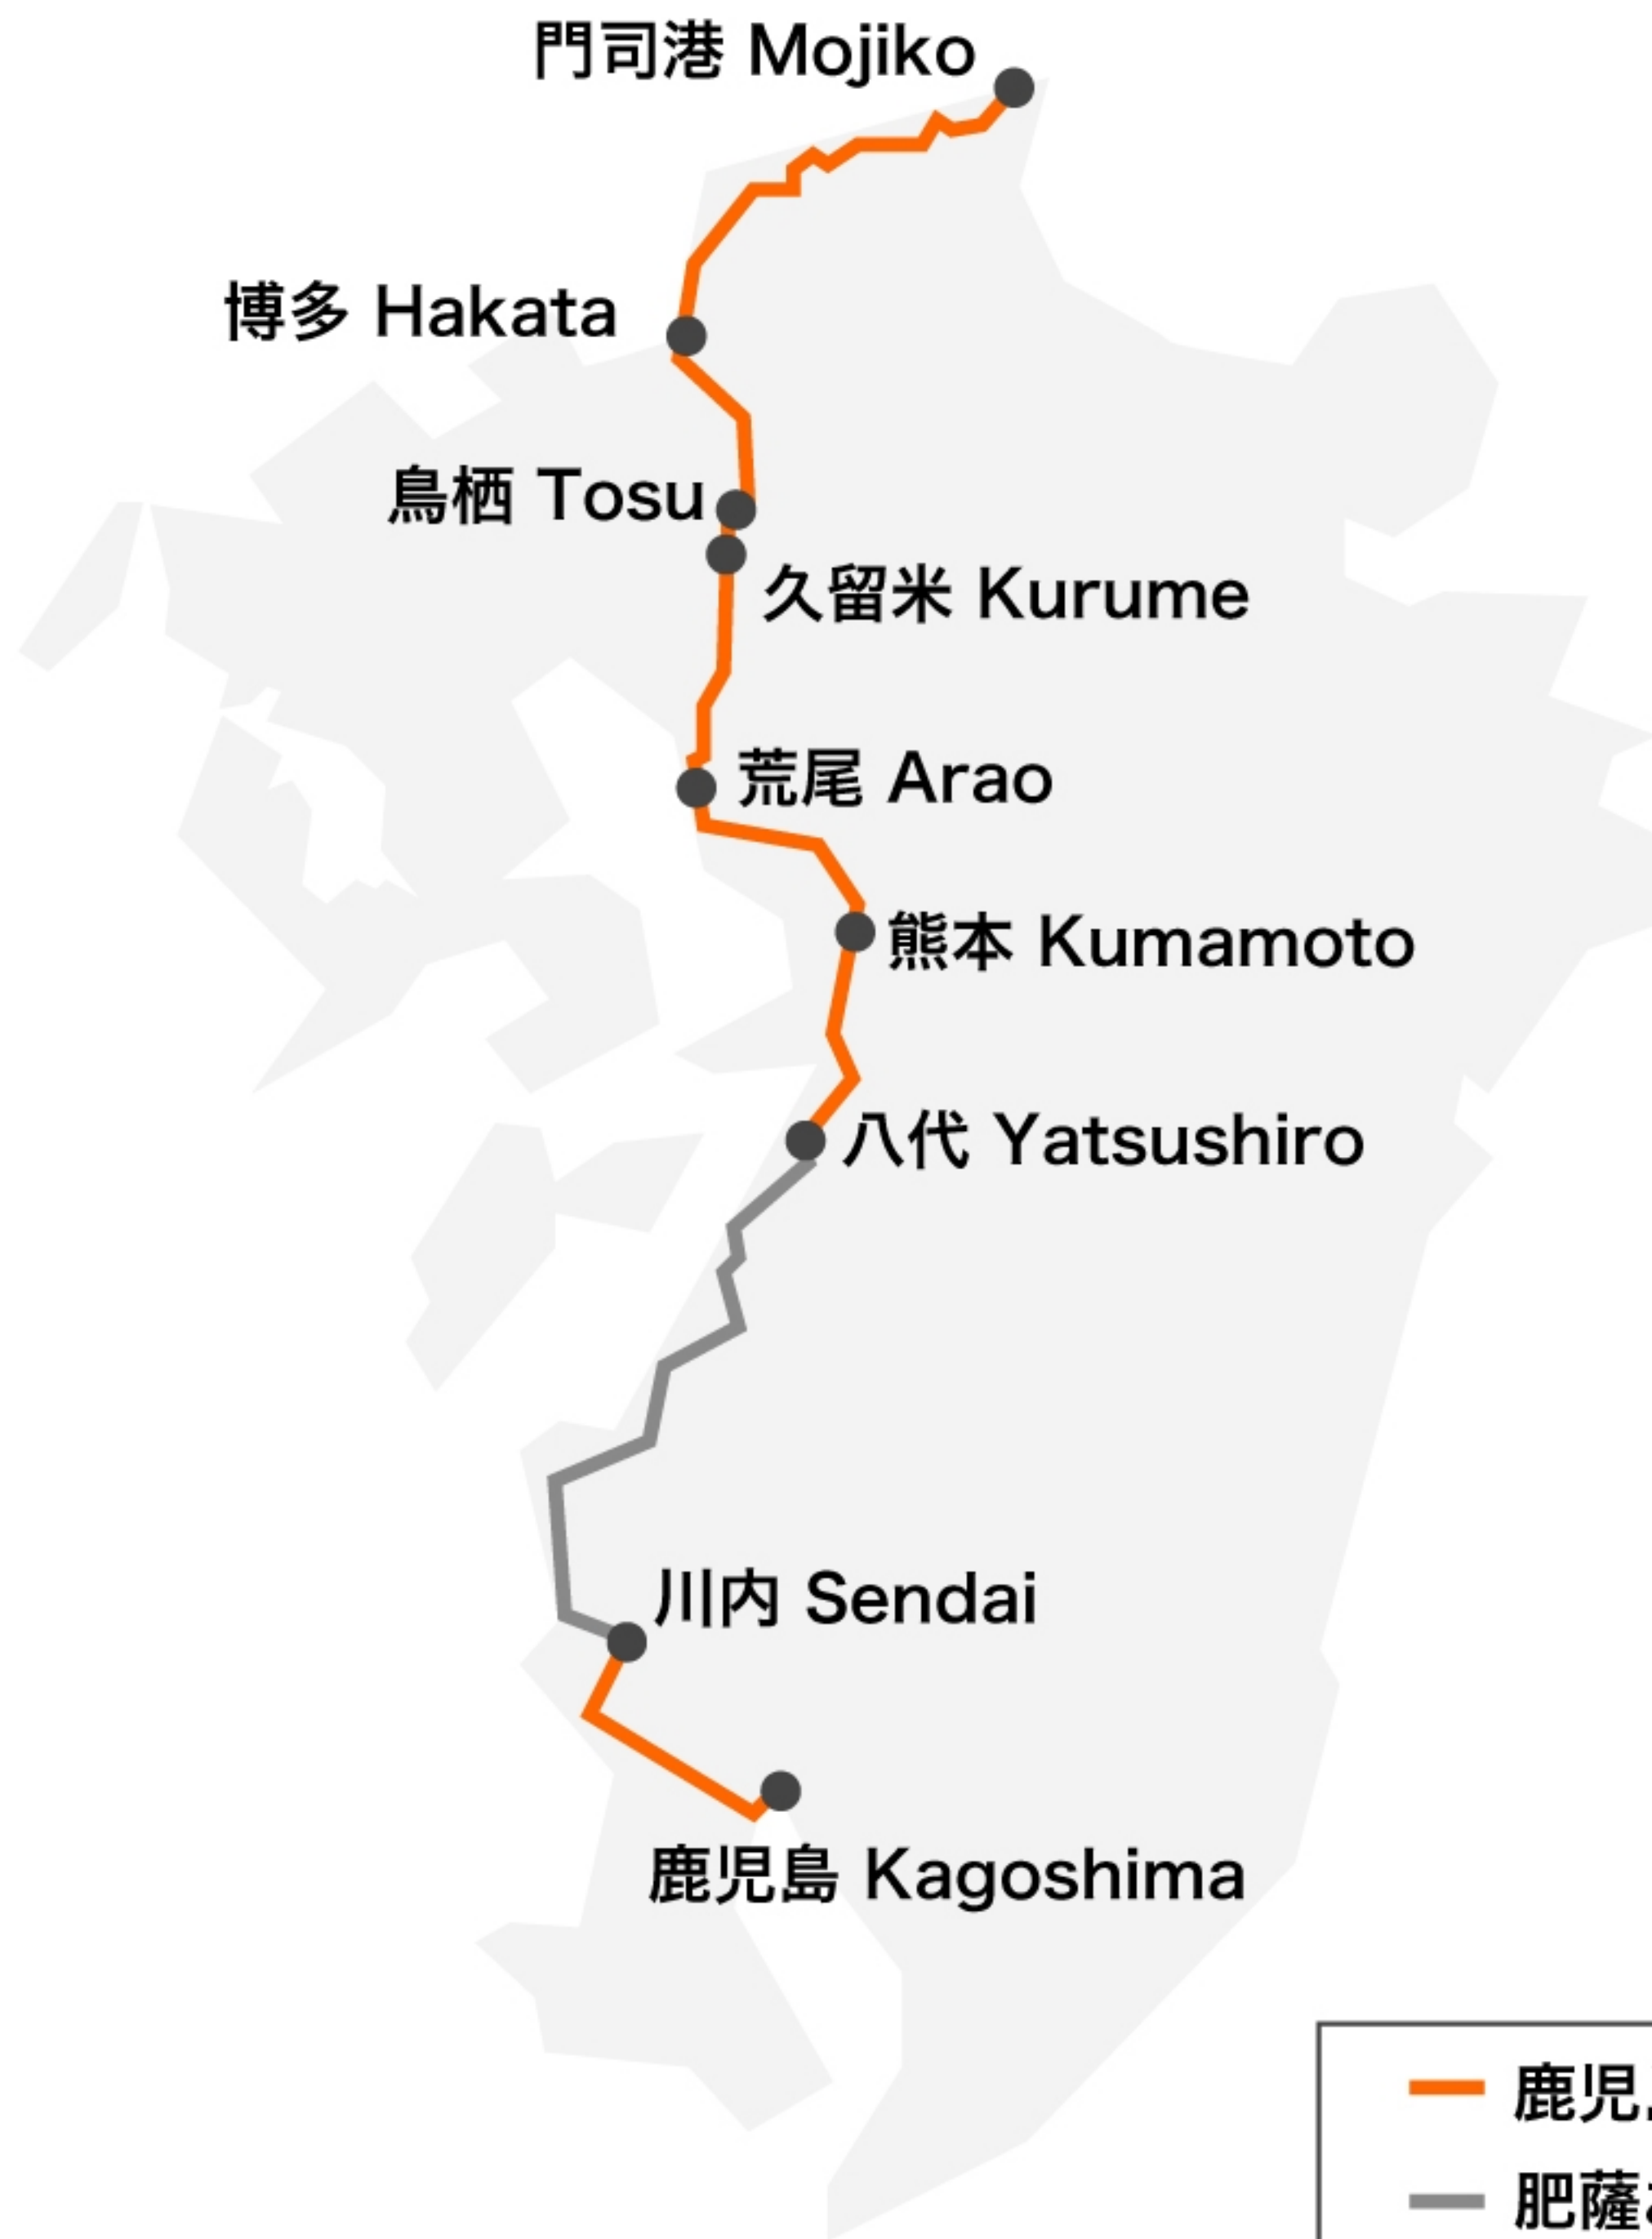 門司港 Mojiko
博多 Hakata
鳥栖 Tosu
久留米 Kurume
荒尾 Arao
熊本 Kumamoto
八代 Yatsushiro
川内 Sendai
鹿児島 Kagoshima
鹿児
肥薩